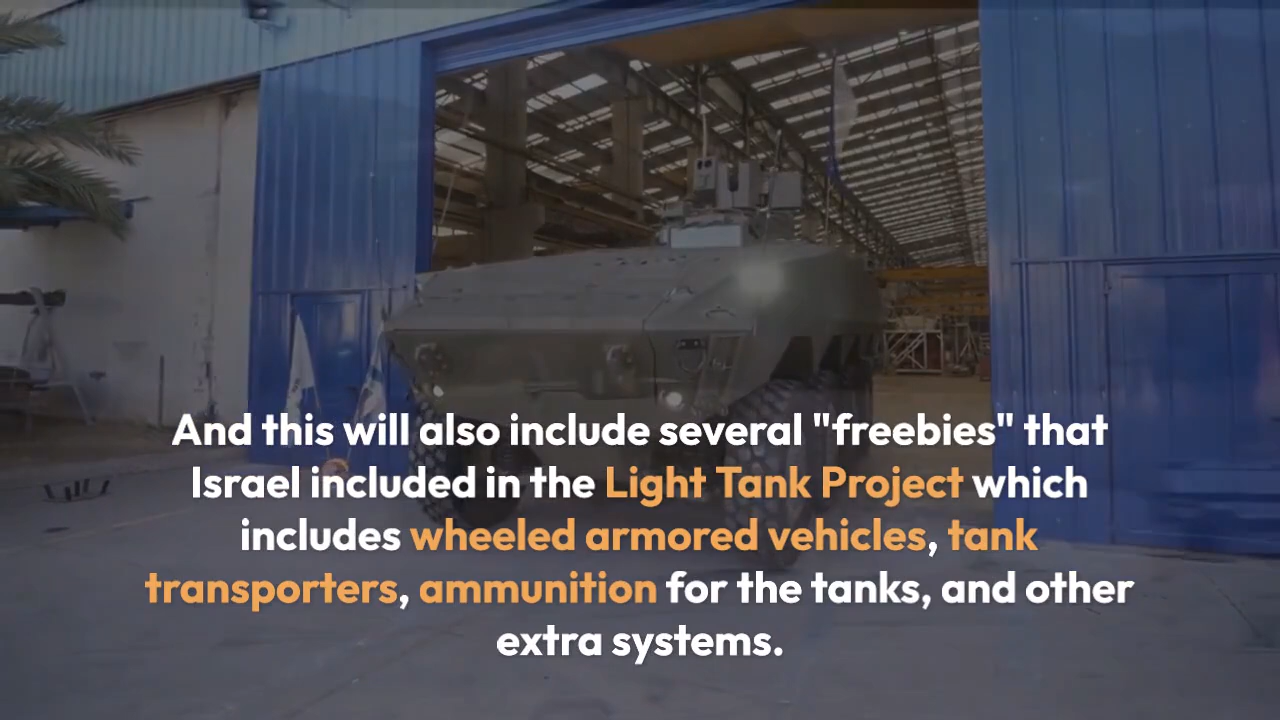 And this will also include several "freebies" that
Israel included in the Light Tank Project which
includes wheeled armored vehicles, tank
transporters, ammunition for the tanks, and other
extra systems.